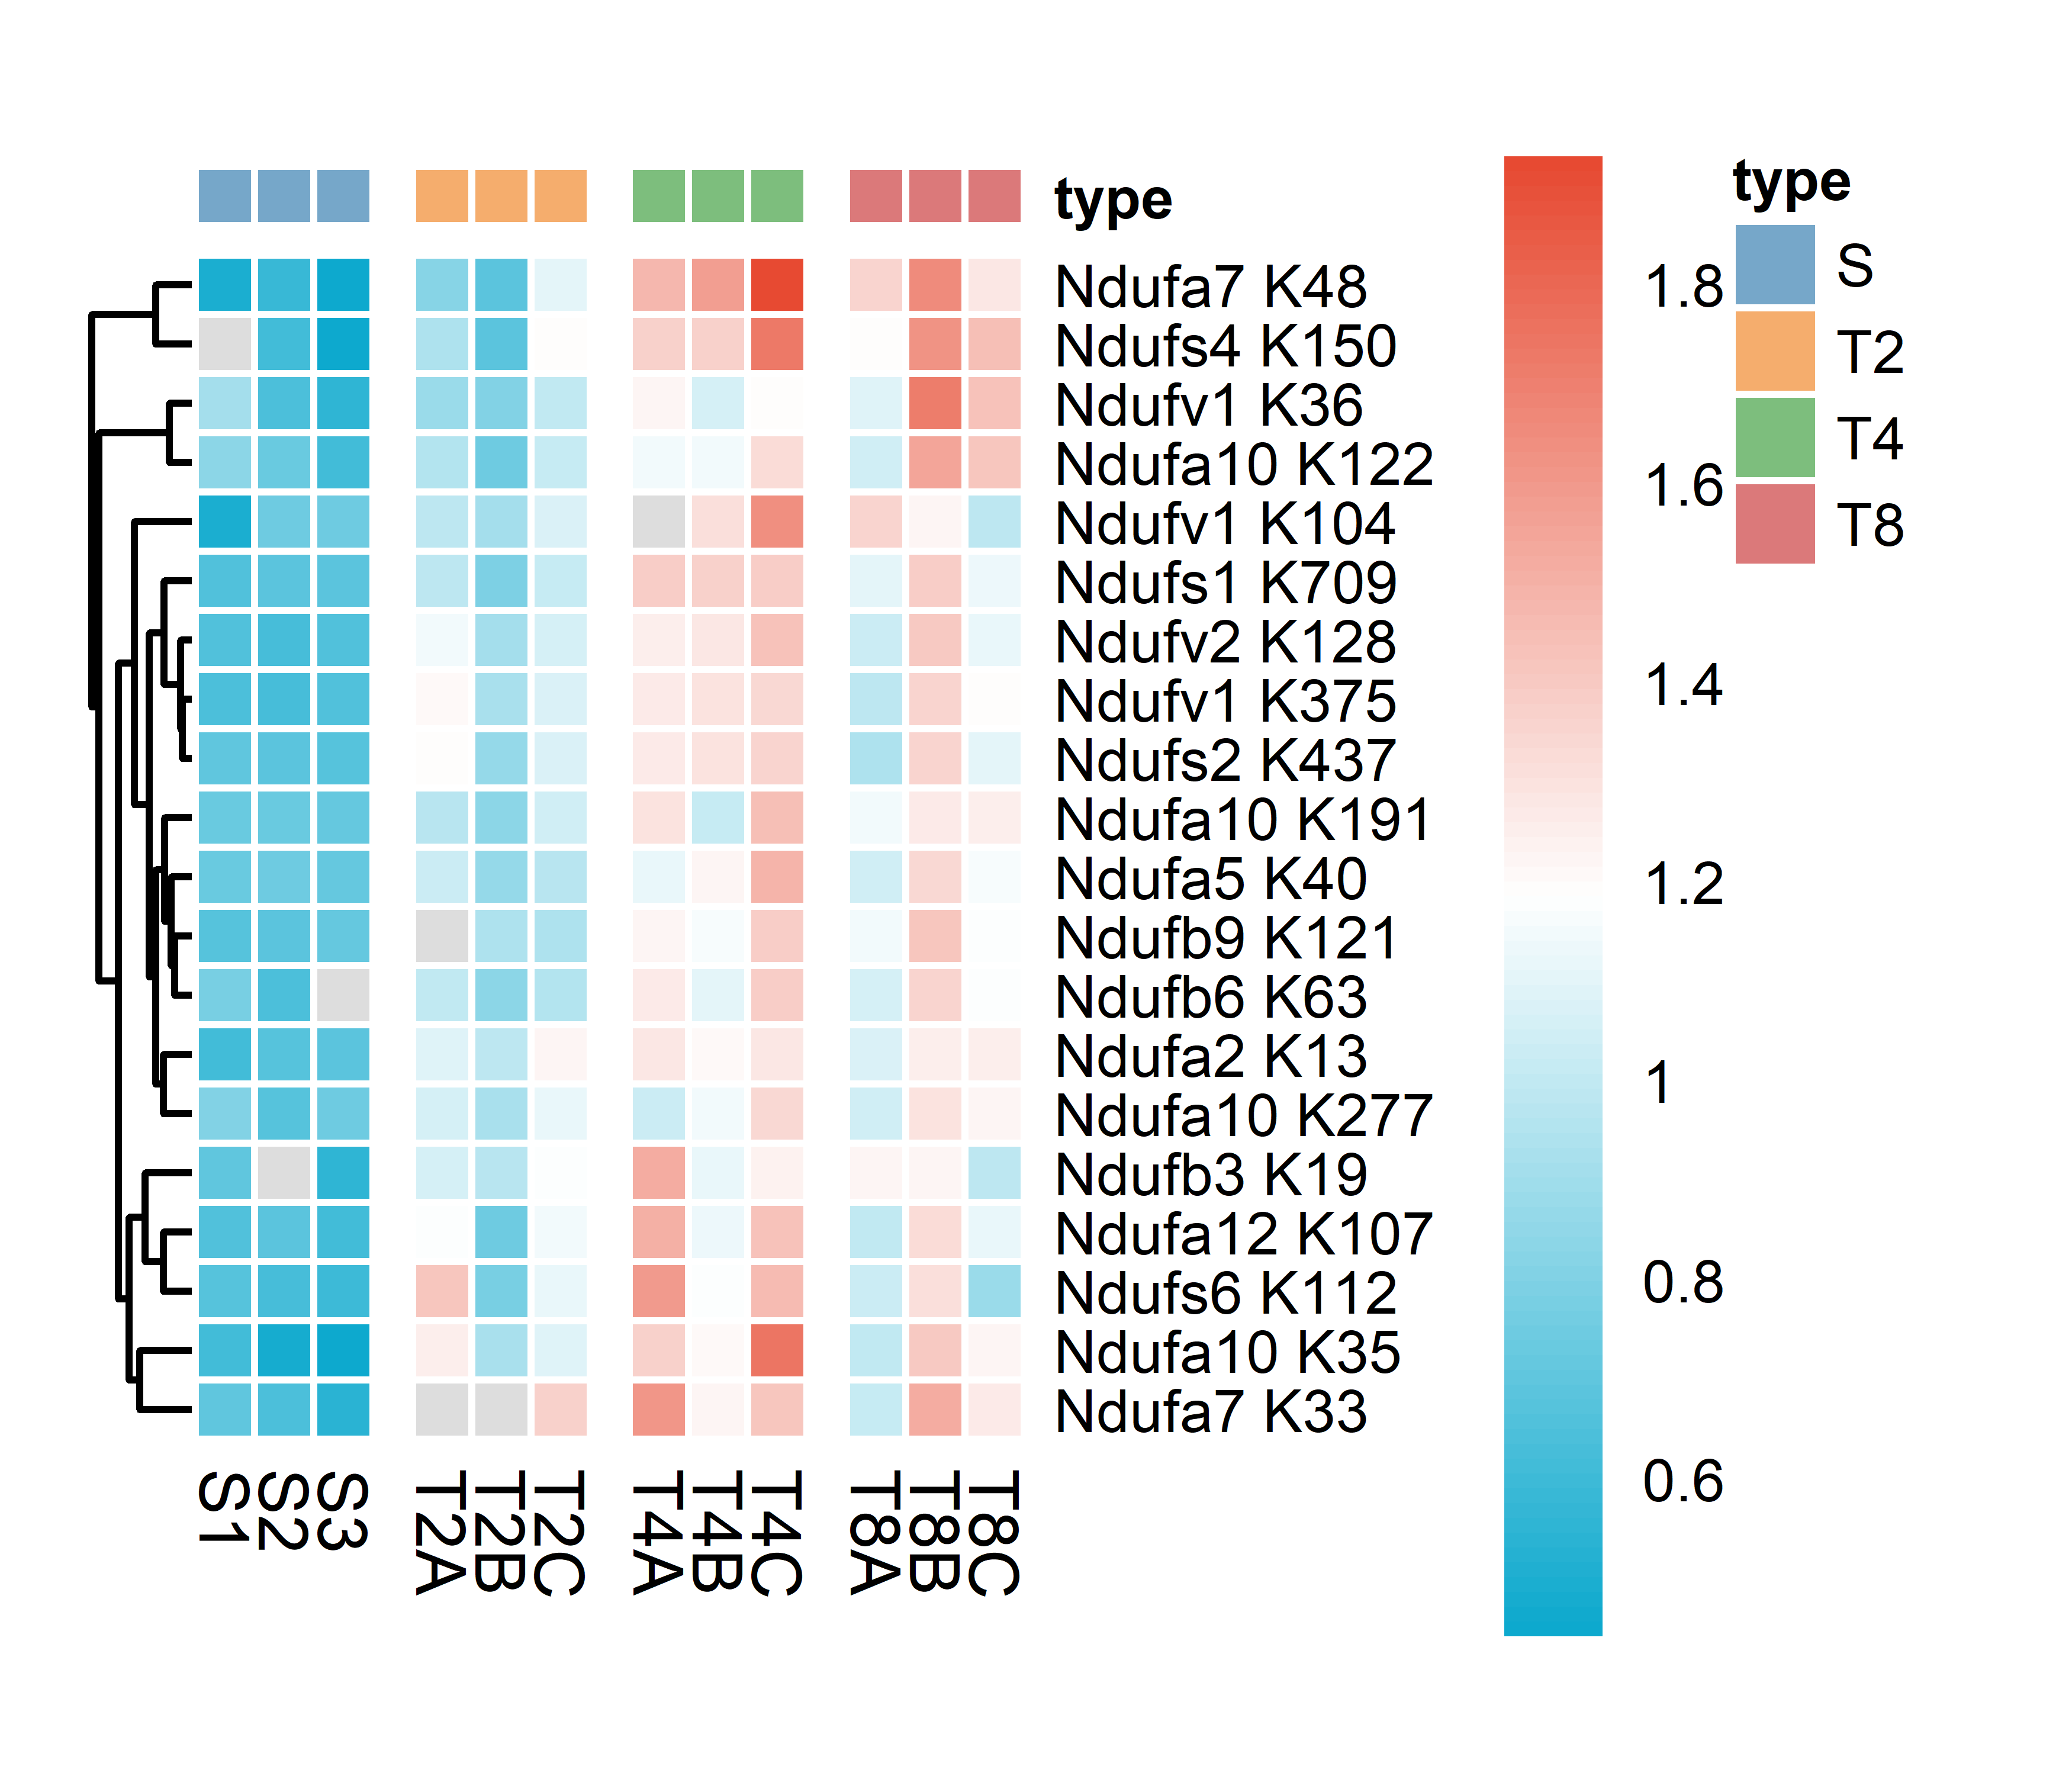 type
Ndufa7 K48
Ndufs4 K150
Ndufv1 K36
Ndufa10 K122
Ndufv1 K104
Ndufs1 K709
Ndufv2 K128
Ndufv1 K375
Ndufs2 K437
Ndufa10 K191
Ndufa5 K40
Ndufb9 K121
Ndufb6 K63
Ndufa2 K13
Ndufa10 K277
Ndufb3 K19
Ndufa12 K107
Ndufs6 K112
Ndufa10 K35
Ndufa7 K33
S1
S2
S3
T2A
T2B
T2C
T4A
T4B
T4C
T8A
T8B
T8C
1.8
1.6
1.4
1.2
1
0.8
0.6
type
S
T2
T4
T8